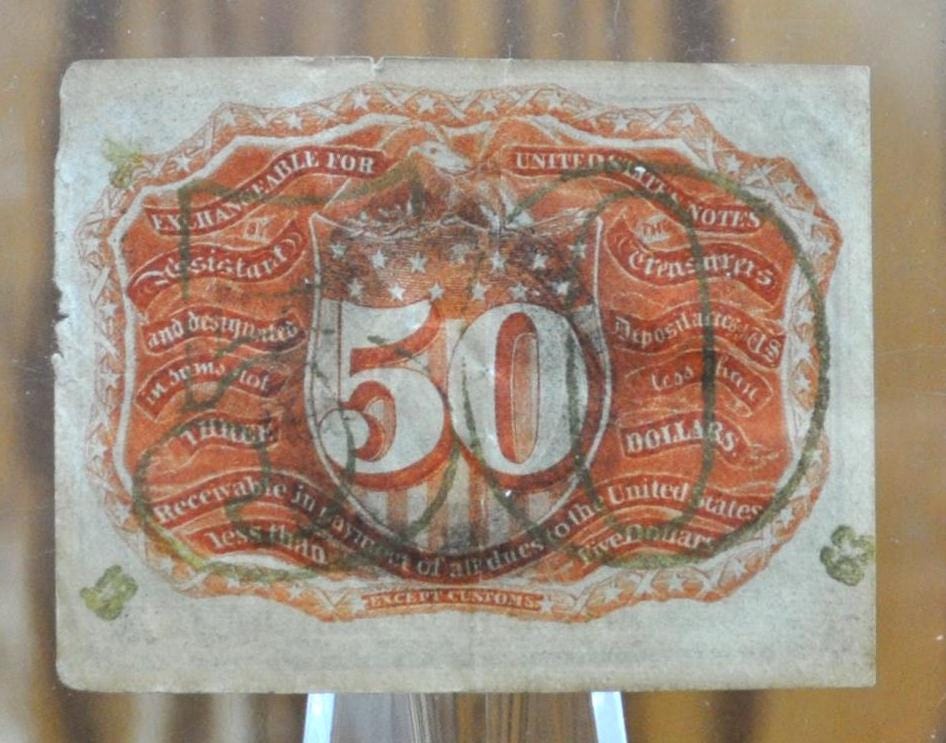 EXCHANGEABLE FOR UNITED STATES NOTES
Assistant Treasurers
and designated Depositaries US
in sums not less than
THREE DOLLARS.
50
Receivable in payment of all dues to the United States
less than Five Dollars
EXCEPT CUSTOMS.